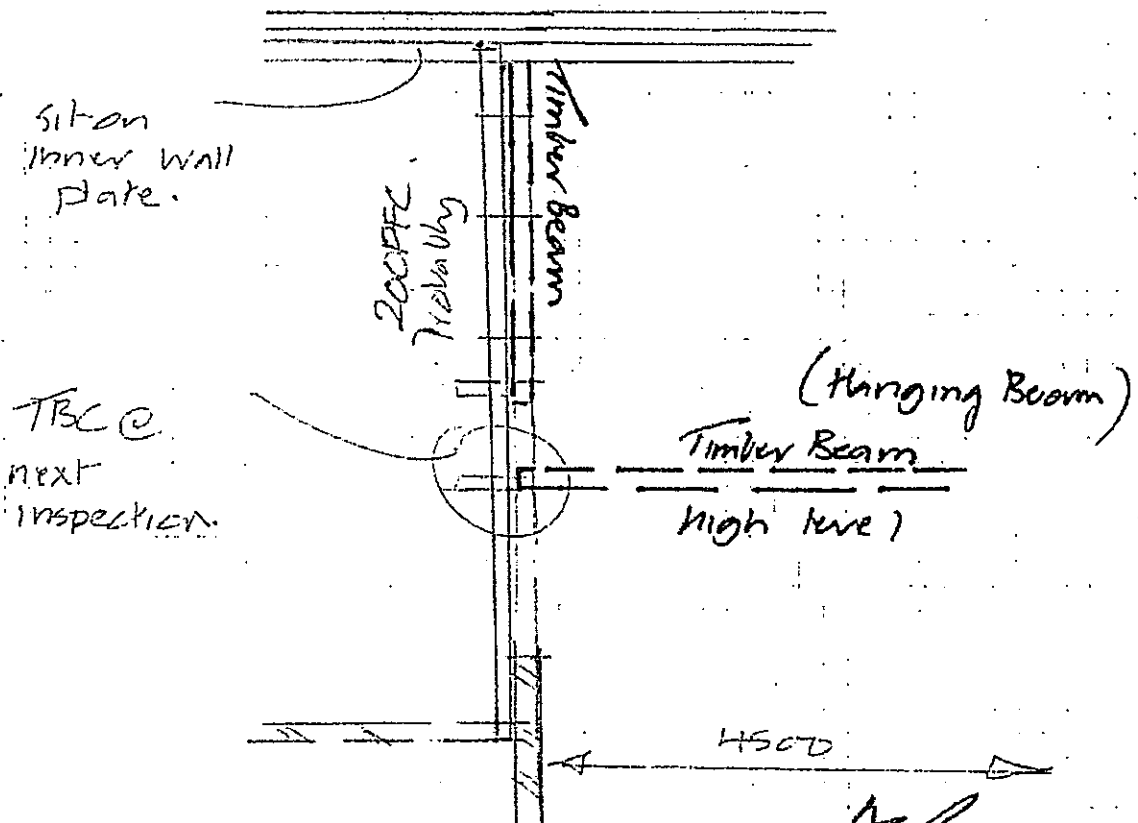 sit on
inner wall
plate.
Timber Beam
200PFC.
Probably
TBC @
next
inspection.
(Hanging Beam)
Timber Beam
high level
4500